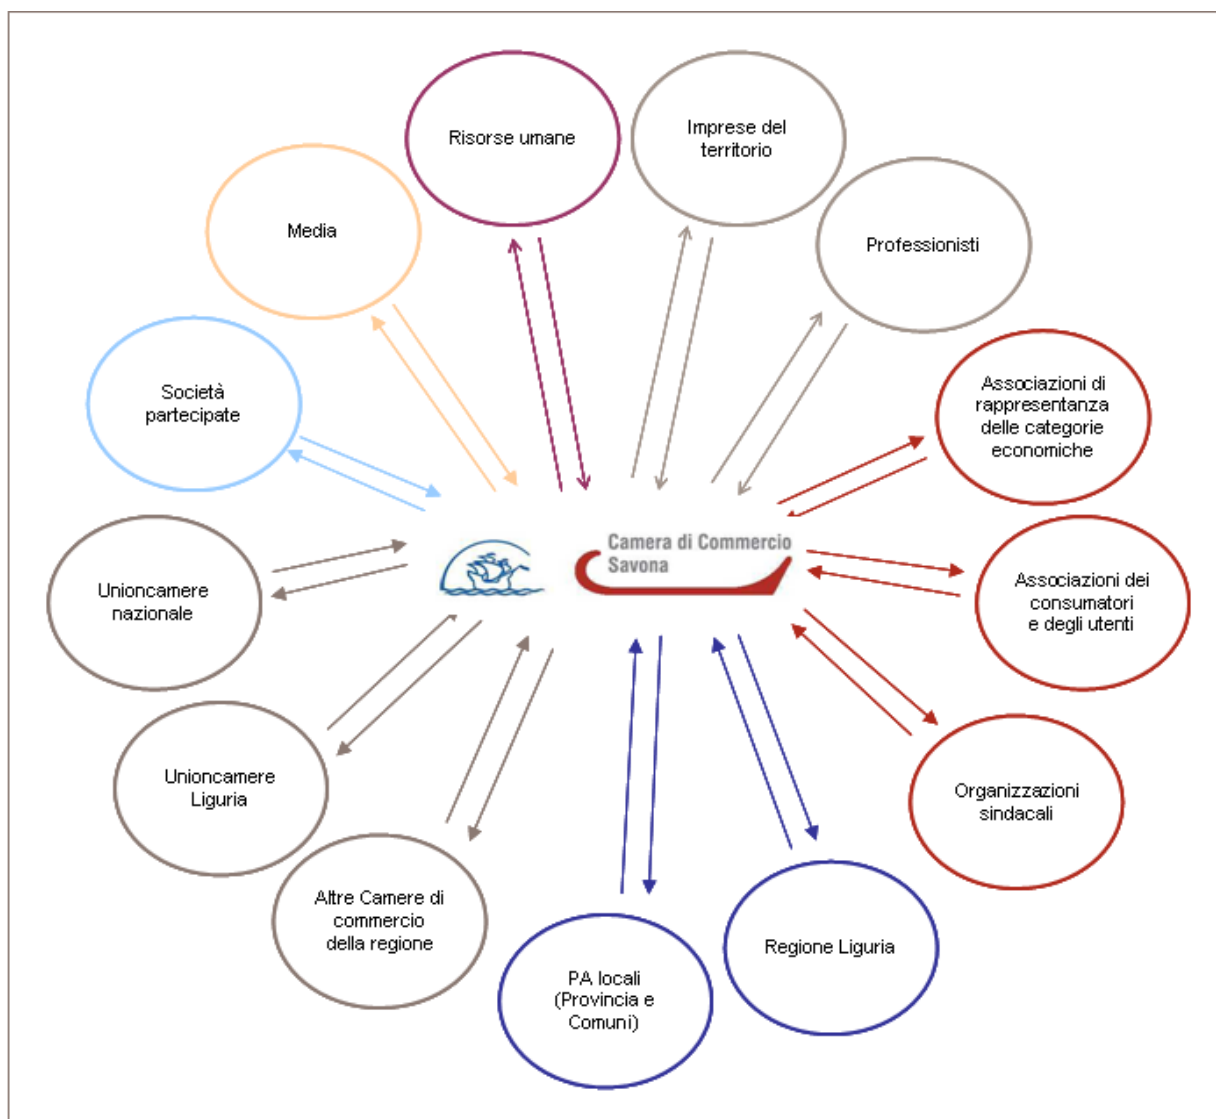 Risorse umane
Imprese del
territorio
Media
Professionisti
Società
partecipate
Associazioni di
rappresentanza
delle categorie
economiche
Camera di Commercio
Savona
Unioncamere
nazionale
Associazioni dei
consumatori
e degli utenti
Unioncamere
Liguria
Organizzazioni
sindacali
Altre Camere di
commercio
della regione
Regione Liguria
PA locali
(Provincia e
Comuni)